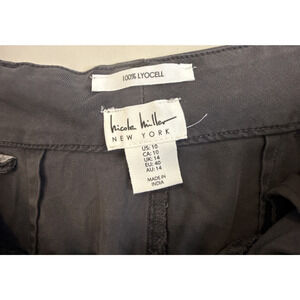 100% LYOCELL
Nicole Miller
NEW YORK
US: 10
CA: 10
UK: 14
EU: 40
AU: 14
MADE IN
INDIA